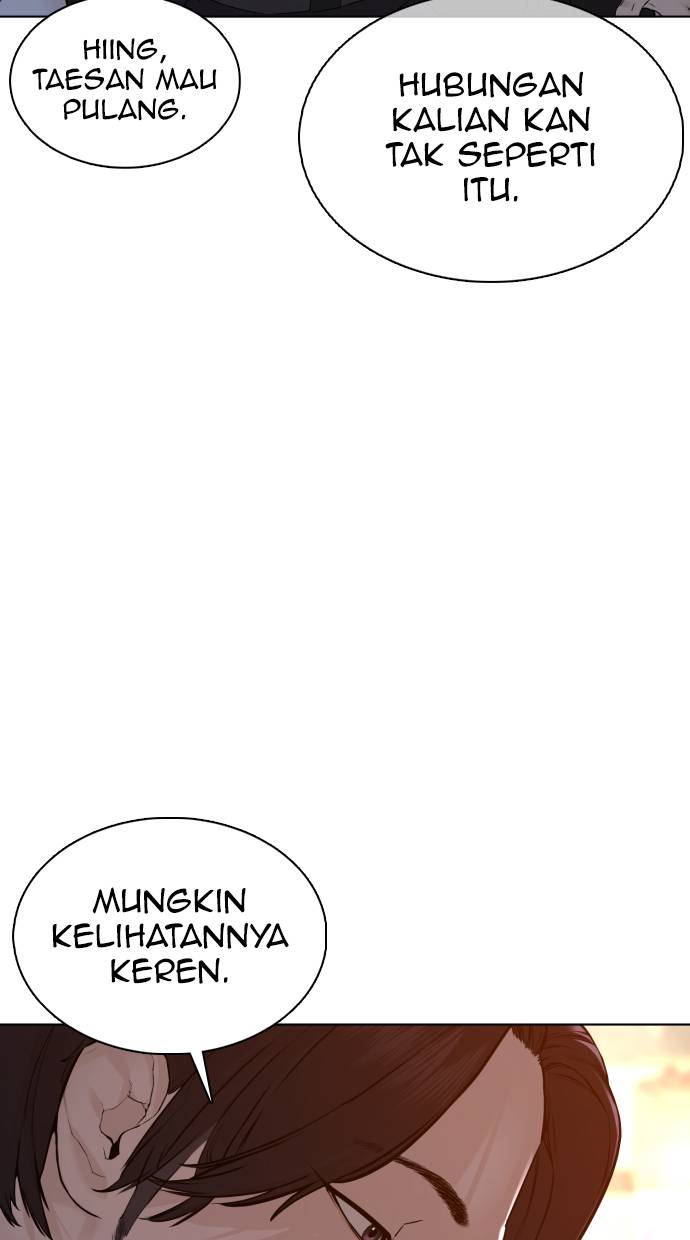 HIING,
TAESAN MAU
PULANG.
HUBUNGAN
KALIAN KAN
TAK SEPERTI
ITU.
MUNGKIN
KELIHATANNYA
KEREN.